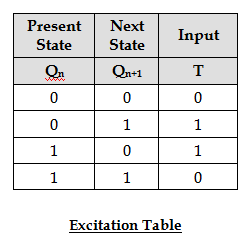 Present State Next State Input
Qn Qn+1 T
0 0 0
0 1 1
1 0 1
1 1 0
Excitation Table